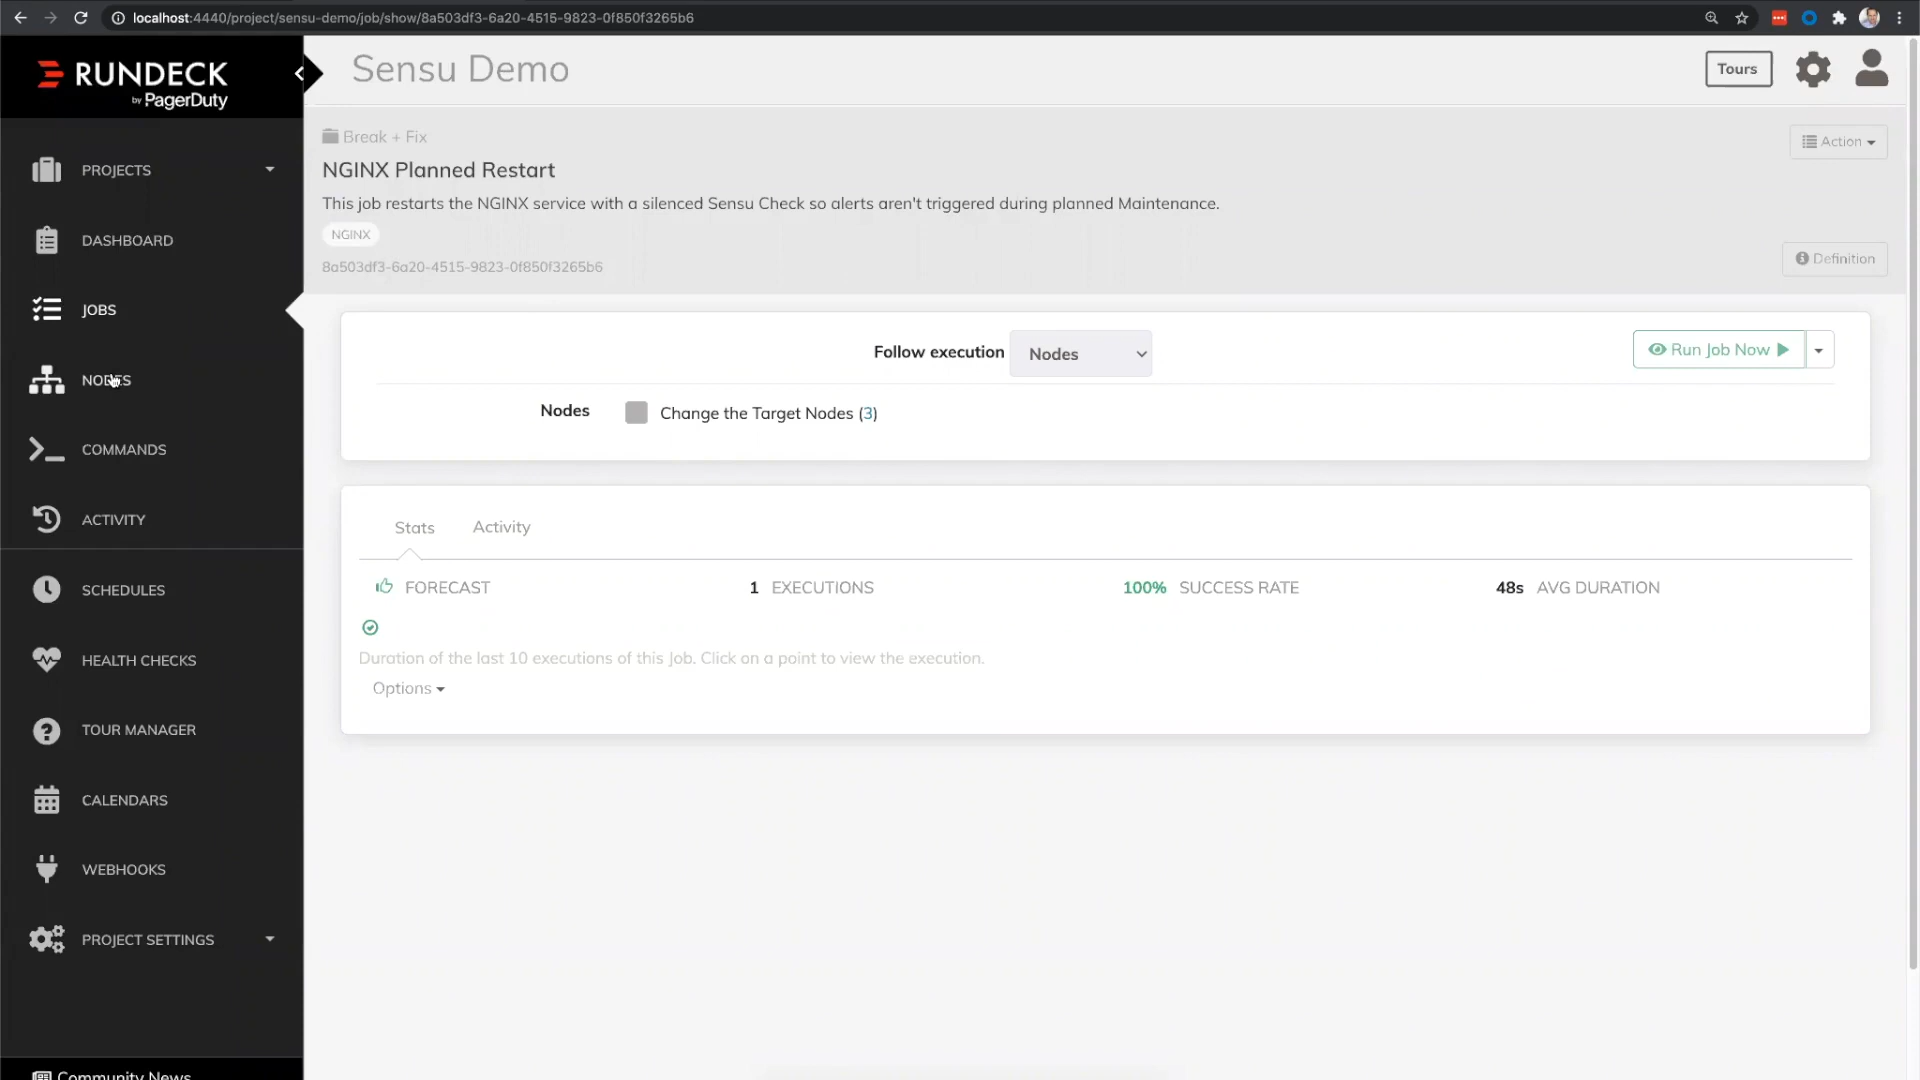 localhost:4440/project/sensu-demo/job/show/8a503df3-6a20-4515-9823-0f850f3265b6
RUNDECK
by PagerDuty
Sensu Demo
Tours
PROJECTS
DASHBOARD
JOBS
NODES
COMMANDS
ACTIVITY
SCHEDULES
HEALTH CHECKS
TOUR MANAGER
CALENDARS
WEBHOOKS
PROJECT SETTINGS
Community News
Break + Fix
Action
NGINX Planned Restart
This job restarts the NGINX service with a silenced Sensu Check so alerts aren't triggered during planned Maintenance.
NGINX
8a503df3-6a20-4515-9823-0f850f3265b6
Definition
Follow execution Nodes
Run Job Now
Nodes Change the Target Nodes (3)
Stats Activity
FORECAST 1 EXECUTIONS 100% SUCCESS RATE 48s AVG DURATION
Duration of the last 10 executions of this Job. Click on a point to view the execution.
Options